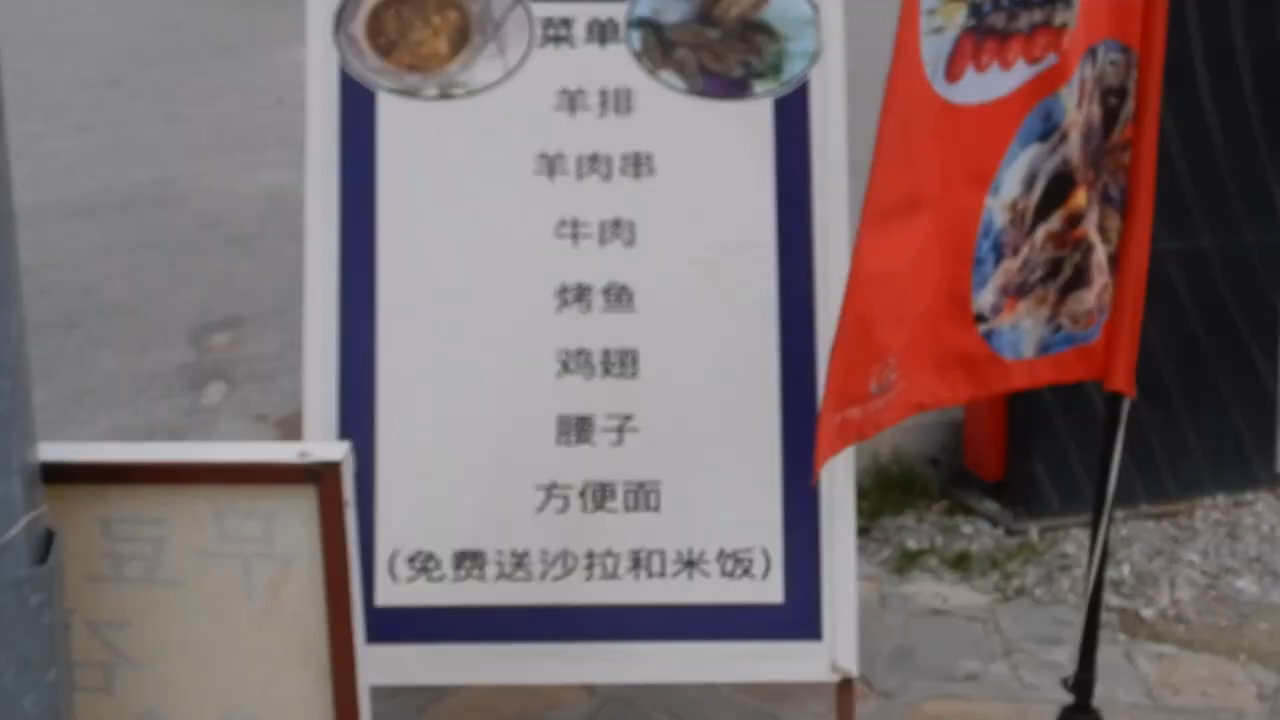 菜单
羊排
羊肉串
牛肉
烤鱼
鸡翅
腰子
方便面
(免费送沙拉和米饭)